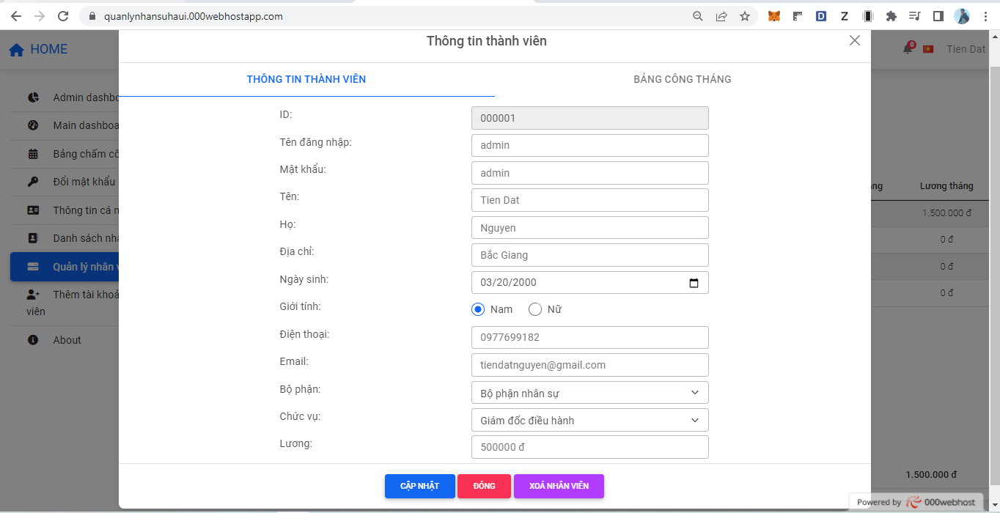 quanlynhansuhaui.000webhostapp.com
HOME
0
Tien Dat
Thông tin thành viên
THÔNG TIN THÀNH VIÊN
BẢNG CÔNG THÁNG
Admin dashbo
Main dashboa
Bảng chấm cô
Đổi mật khẩu
Thông tin cá n
Danh sách nhâ
Quản lý nhân v
Thêm tài khoả
viên
About
ID:
000001
Tên đăng nhập:
admin
Mật khẩu:
admin
Tên:
Tien Dat
Họ:
Nguyen
Địa chỉ:
Bắc Giang
Ngày sinh:
03/20/2000
Giới tính:
Nam
Nữ
Điện thoại:
0977699182
Email:
tiendatnguyen@gmail.com
Bộ phận:
Bộ phận nhân sự
Chức vụ:
Giám đốc điều hành
Lương:
500000 đ
CẬP NHẬT
ĐÓNG
XOÁ NHÂN VIÊN
ng
Lương tháng
1.500.000 đ
0 đ
0 đ
0 đ
1.500.000 đ
Powered by 000webhost